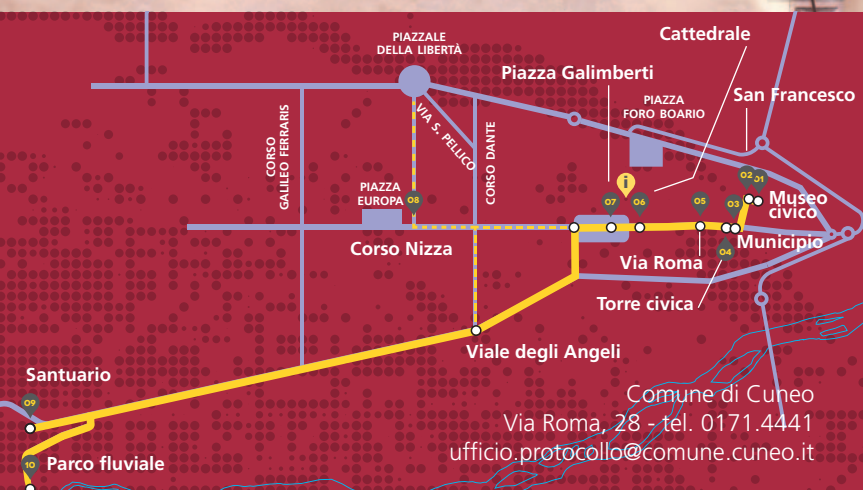 PIAZZALE
DELLA LIBERTÀ
Cattedrale
Piazza Galimberti
San Francesco
PIAZZA
FORO BOARIO
VIA S. PELLICO
CORSO DANTE
CORSO
GALILEO FERRARIS
i
02
01
PIAZZA
EUROPA
08
07
06
05
03
Museo
civico
Corso Nizza
04
Municipio
Via Roma
Torre civica
Viale degli Angeli
Santuario
09
10
Parco fluviale
Comune di Cuneo
Via Roma, 28 - tel. 0171.4441
ufficio.protocollo@comune.cuneo.it